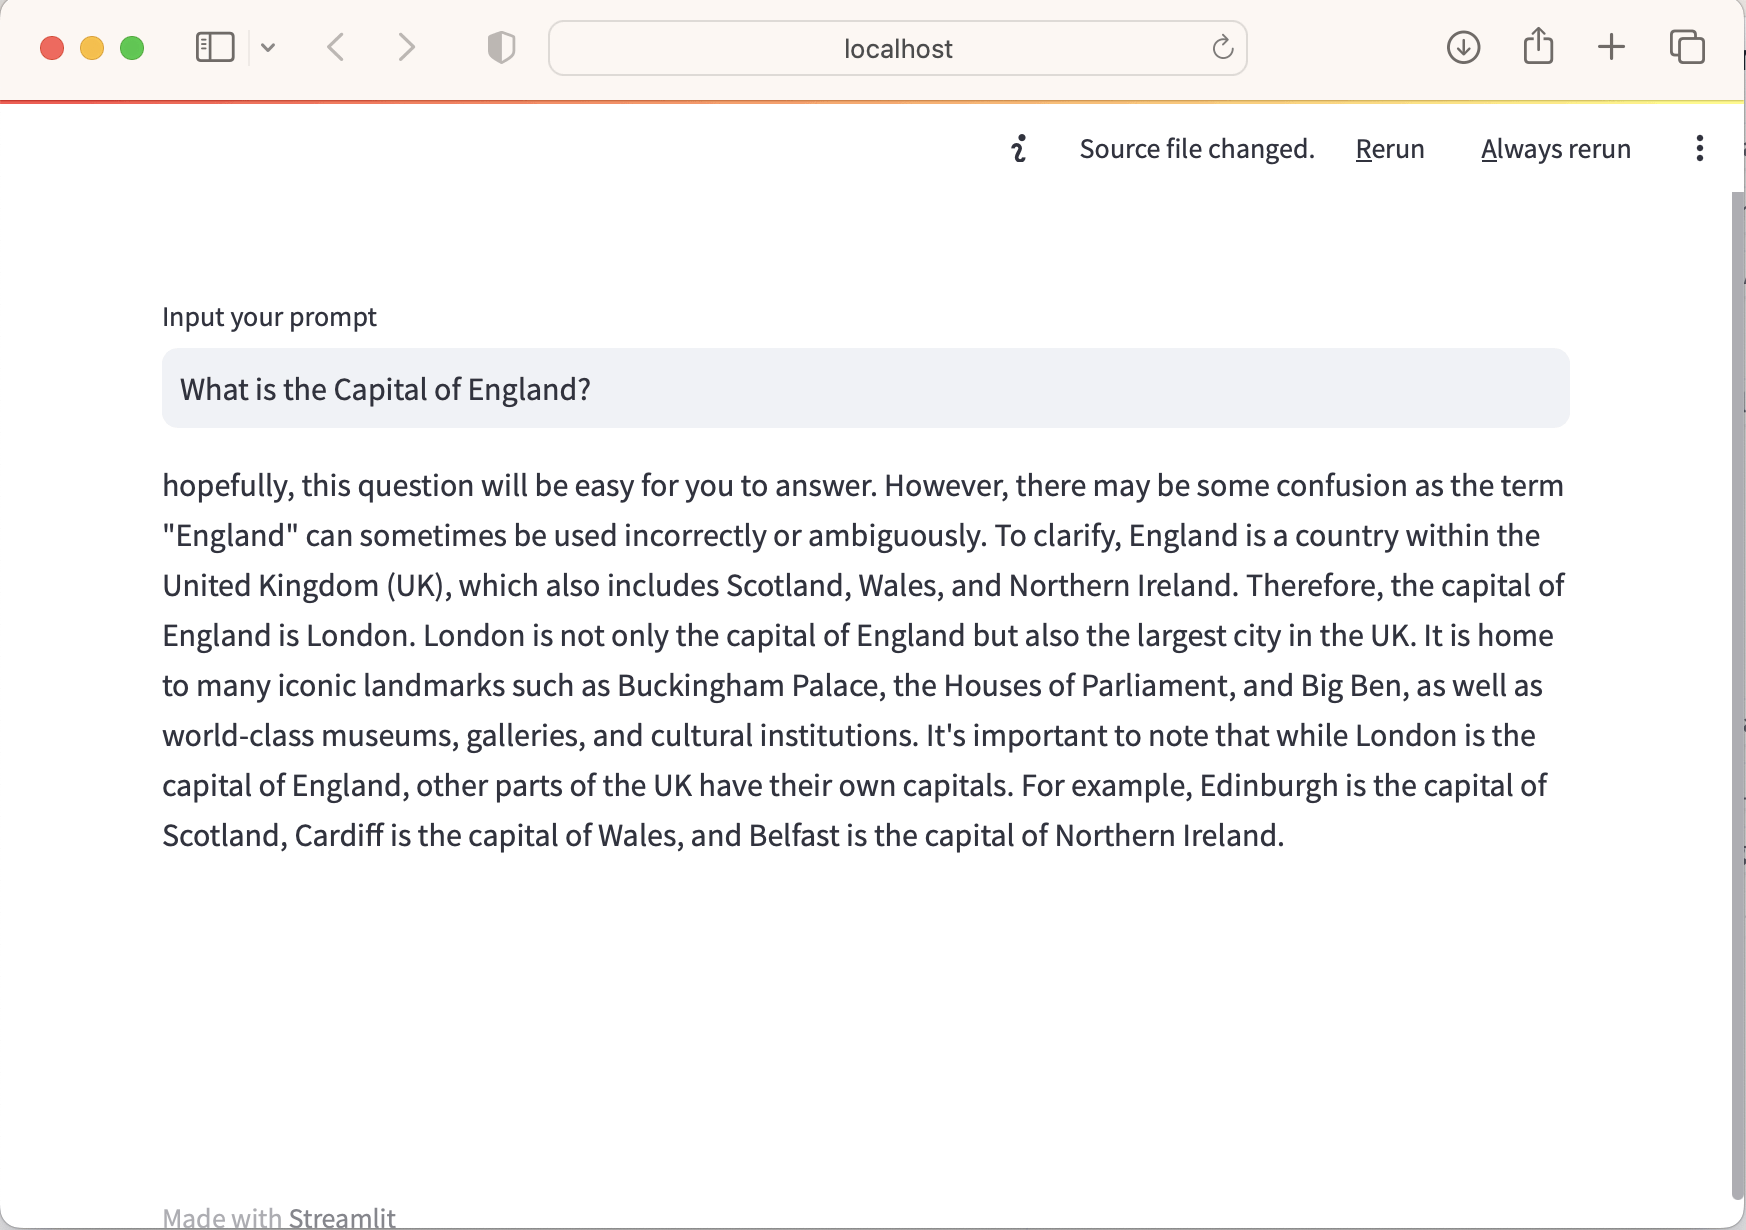 localhost
Source file changed. Rerun Always rerun
Input your prompt
What is the Capital of England?
hopefully, this question will be easy for you to answer. However, there may be some confusion as the term
"England" can sometimes be used incorrectly or ambiguously. To clarify, England is a country within the
United Kingdom (UK), which also includes Scotland, Wales, and Northern Ireland. Therefore, the capital of
England is London. London is not only the capital of England but also the largest city in the UK. It is home
to many iconic landmarks such as Buckingham Palace, the Houses of Parliament, and Big Ben, as well as
world-class museums, galleries, and cultural institutions. It's important to note that while London is the
capital of England, other parts of the UK have their own capitals. For example, Edinburgh is the capital of
Scotland, Cardiff is the capital of Wales, and Belfast is the capital of Northern Ireland.
Made with Streamlit